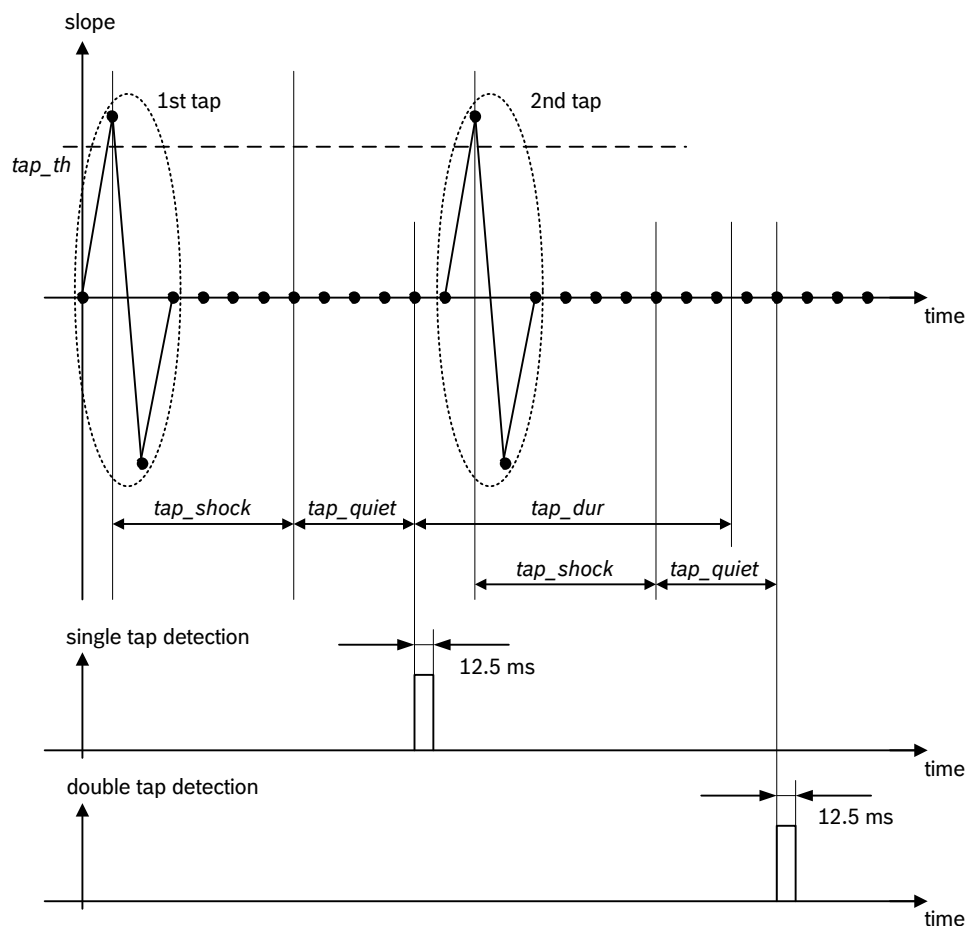 slope
1st tap
2nd tap
tap_th
time
tap_shock
tap_quiet
tap_dur
tap_shock
tap_quiet
single tap detection
12.5 ms
time
double tap detection
12.5 ms
time